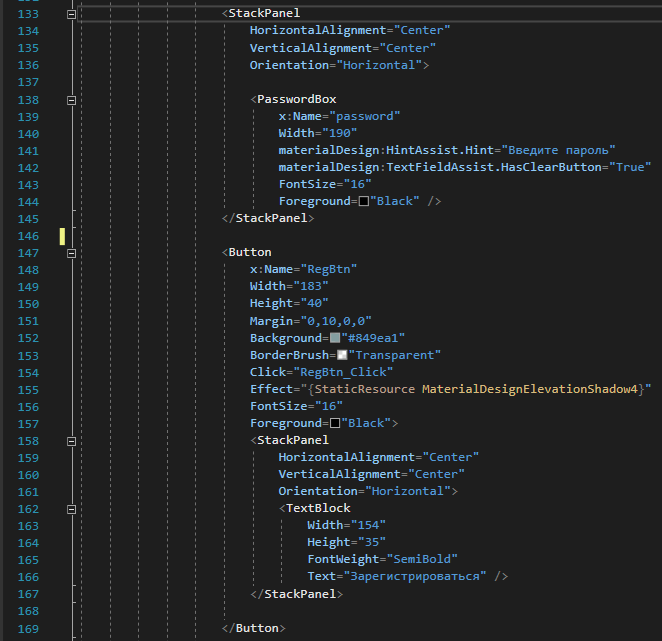 133 <StackPanel
134 HorizontalAlignment="Center"
135 VerticalAlignment="Center"
136 Orientation="Horizontal">
137
138 <PasswordBox
139 x:Name="password"
140 Width="190"
141 materialDesign:HintAssist.Hint="Введите пароль"
142 materialDesign:TextFieldAssist.HasClearButton="True"
143 FontSize="16"
144 Foreground="Black" />
145 </StackPanel>
146
147 <Button
148 x:Name="RegBtn"
149 Width="183"
150 Height="40"
151 Margin="0,10,0,0"
152 Background="#849ea1"
153 BorderBrush="Transparent"
154 Click="RegBtn_Click"
155 Effect="{StaticResource MaterialDesignElevationShadow4}"
156 FontSize="16"
157 Foreground="Black">
158 <StackPanel
159 HorizontalAlignment="Center"
160 VerticalAlignment="Center"
161 Orientation="Horizontal">
162 <TextBlock
163 Width="154"
164 Height="35"
165 FontWeight="SemiBold"
166 Text="Зарегистрироваться" />
167 </StackPanel>
168
169 </Button>